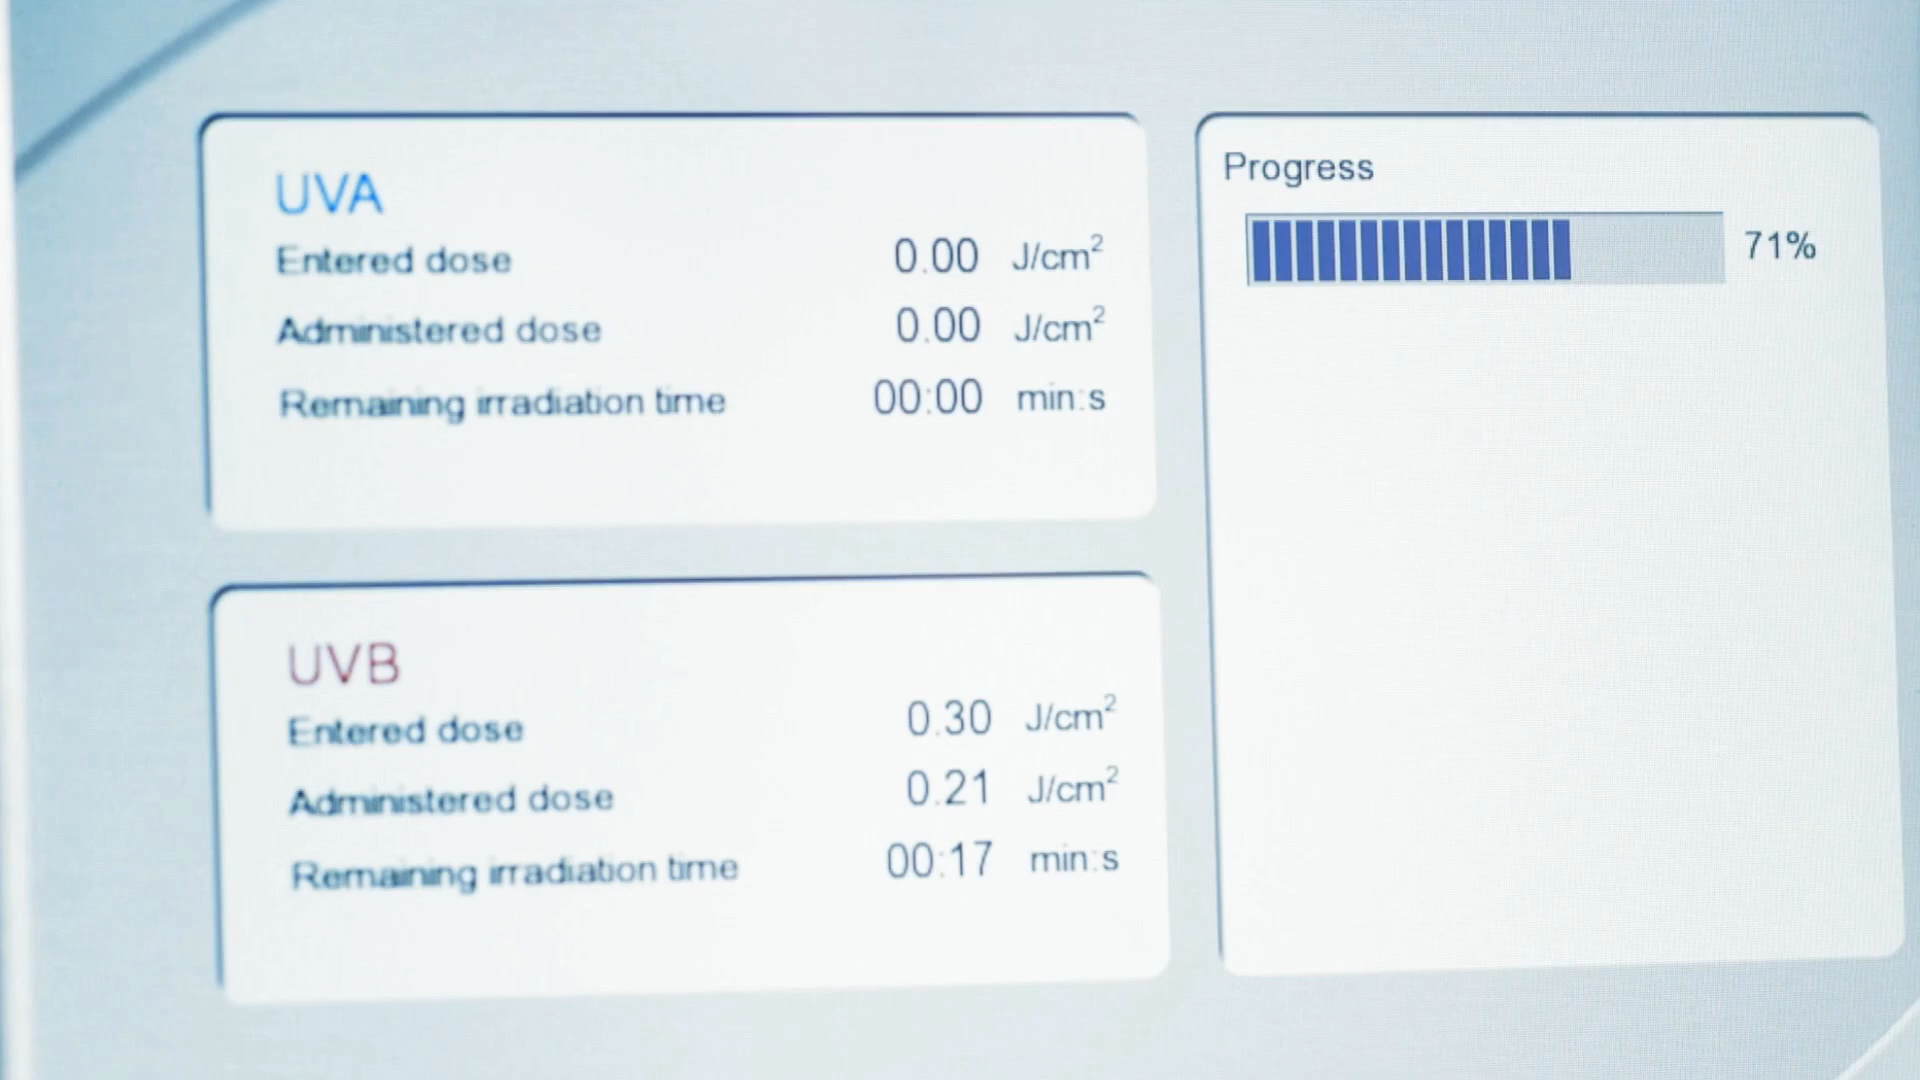 UVA
Entered dose 0.00 J/cm²
Administered dose 0.00 J/cm²
Remaining irradiation time 00:00 min:s
UVB
Entered dose 0.30 J/cm²
Administered dose 0.21 J/cm²
Remaining irradiation time 00:17 min:s
Progress
71%